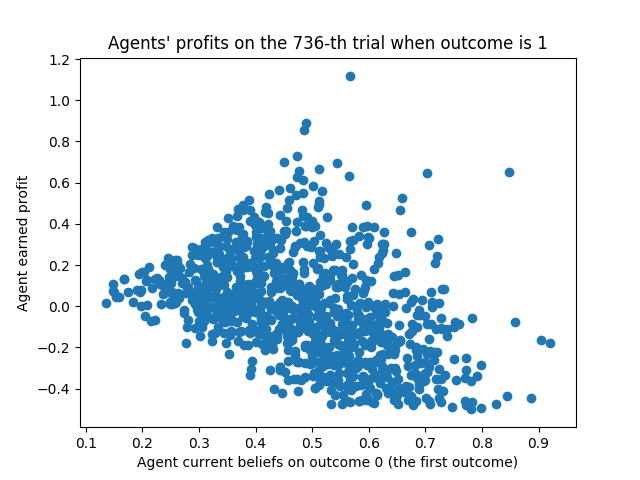 Agents' profits on the 736-th trial when outcome is 1
Agent earned profit
1.2
1.0
0.8
0.6
0.4
0.2
0.0
−0.2
−0.4
0.1 0.2 0.3 0.4 0.5 0.6 0.7 0.8 0.9
Agent current beliefs on outcome 0 (the first outcome)